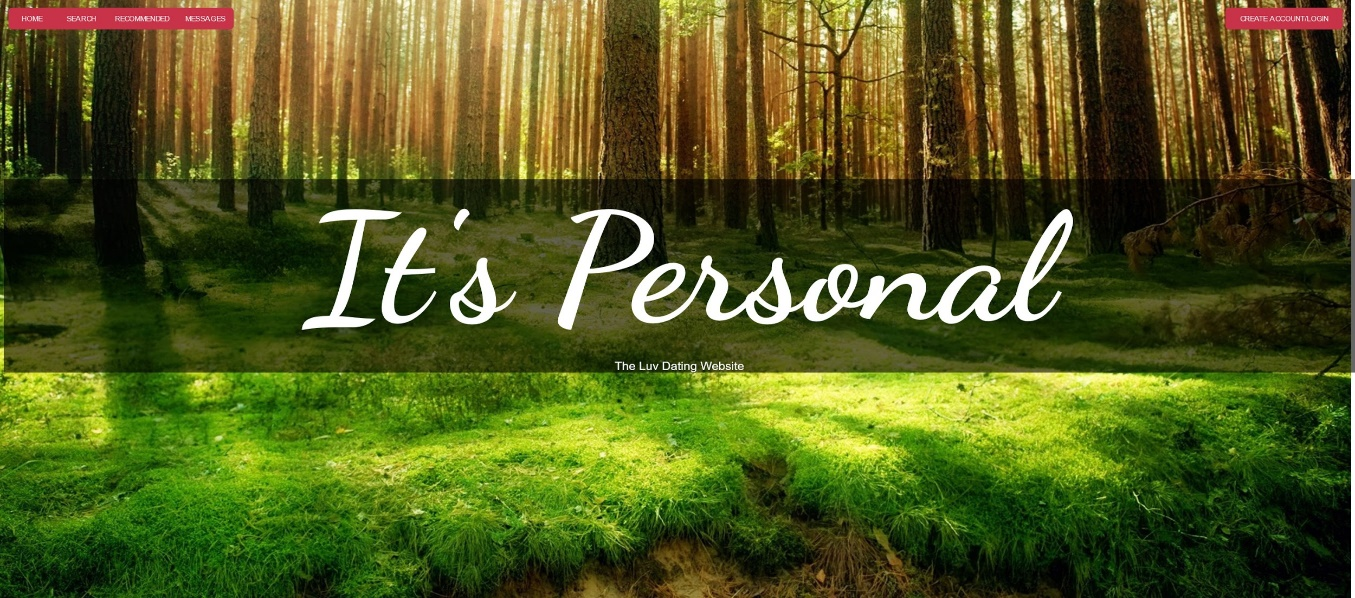 HOME SEARCH RECOMMENDED MESSAGES CREATE ACCOUNT/LOGIN
It's Personal
The Luv Dating Website